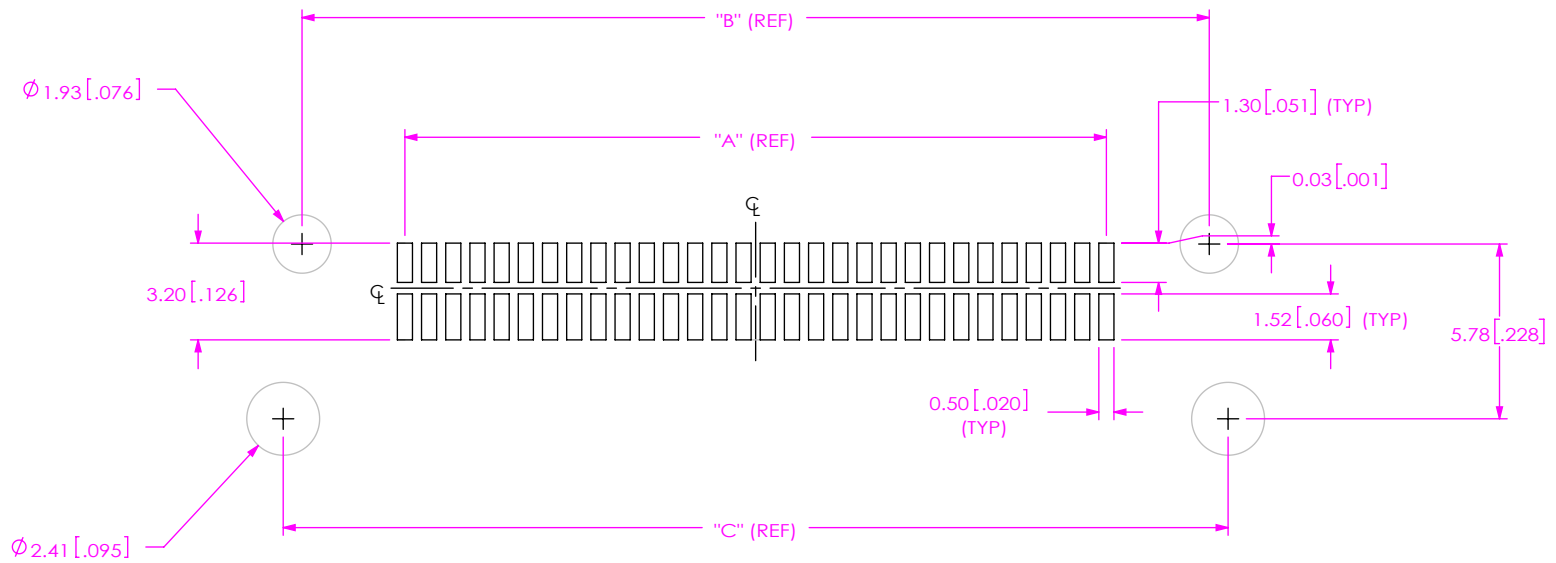 "B" (REF)
Ø1.93[.076]
1.30[.051] (TYP)
"A" (REF)
0.03[.001]
℄
3.20[.126]
℄
1.52[.060] (TYP)
5.78[.228]
0.50[.020]
(TYP)
"C" (REF)
Ø2.41[.095]